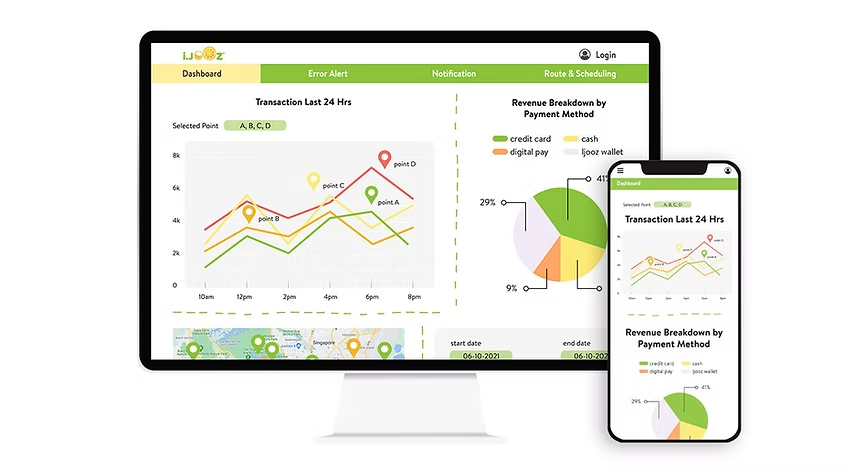 i.JOOZ
Login
Dashboard
Error Alert
Notification
Route & Scheduling
Transaction Last 24 Hrs
Selected Point
A, B, C, D
8k
6k
4k
2k
0
10am
12pm
2pm
4pm
6pm
8pm
point D
point C
point A
point B
Revenue Breakdown by
Payment Method
credit card
cash
digital pay
Ijooz wallet
41%
29%
9%
Singapore
start date
06-10-2021
end date
06-10-2021
Dashboard
Selected Point
A, B, C, D
Transaction Last 24 Hrs
Revenue Breakdown by
Payment Method
credit card
cash
digital pay
Ijooz wallet
41%
29%